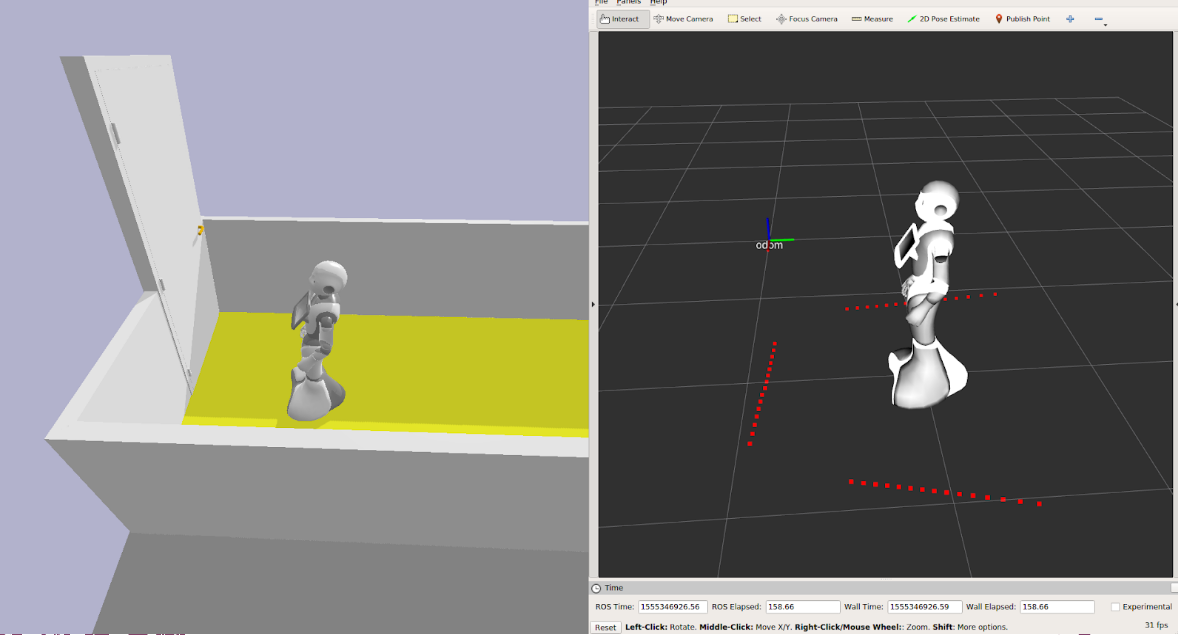 File Panels Help
Interact Move Camera Select Focus Camera Measure 2D Pose Estimate Publish Point
odom
Time
ROS Time: 1555346926.56 ROS Elapsed: 158.66 Wall Time: 1555346926.59 Wall Elapsed: 158.66 Experimental
Reset Left-Click: Rotate. Middle-Click: Move X/Y. Right-Click/Mouse Wheel:: Zoom. Shift: More options. 31 fps